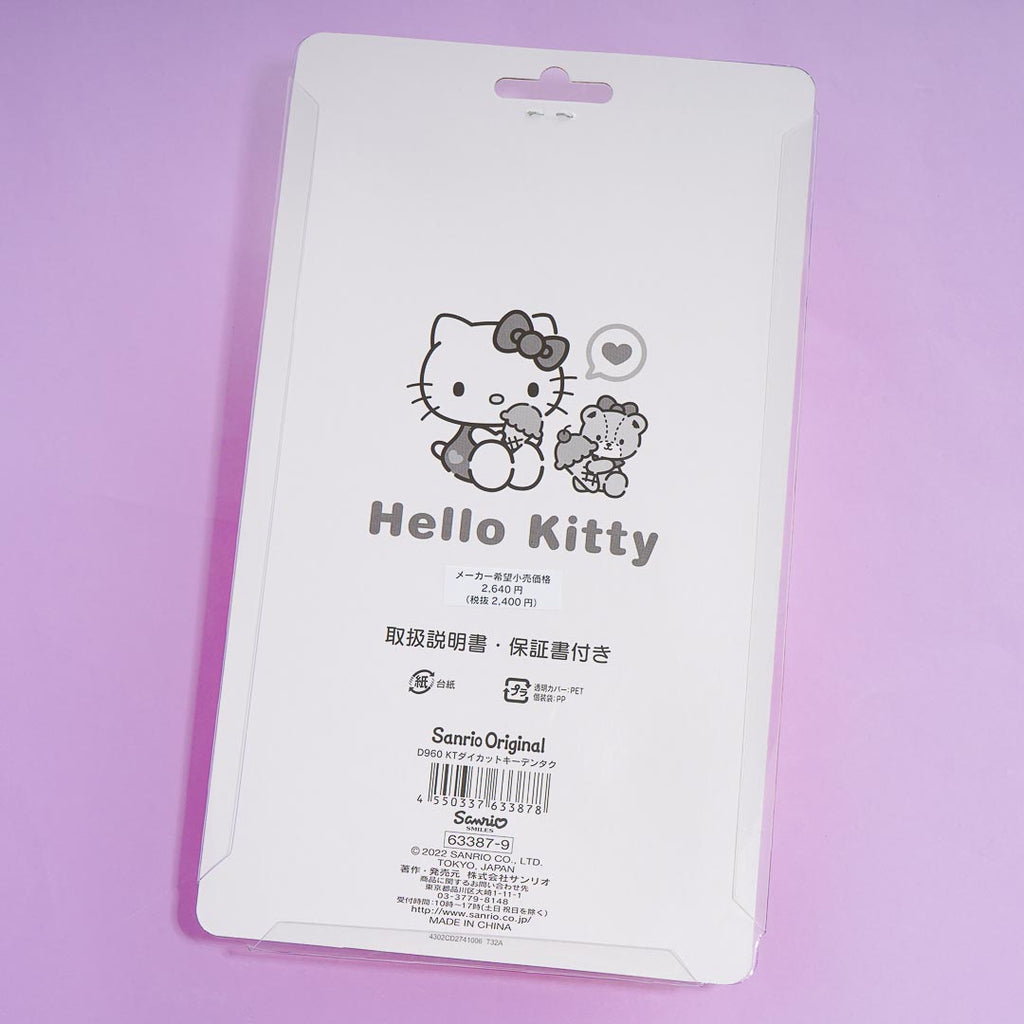 Hello Kitty
メーカー希望小売価格
2,640 円
(税抜 2,400 円)
取扱説明書・保証書付き
紙 台紙
プラ 透明カバー:PET
個装袋:PP
Sanrio Original
D960 KTダイカットキーデンタク
4 550337 633878
Sanrio
SMILES
63387-9
© 2022 SANRIO CO., LTD.
TOKYO, JAPAN
著作・発売元 株式会社サンリオ
商品に関するお問い合わせ先
東京都品川区大崎1-11-1
03-3779-8148
受付時間:10時〜17時(土日祝日を除く)
http://www.sanrio.co.jp/
MADE IN CHINA
4302CD2741006 T32A